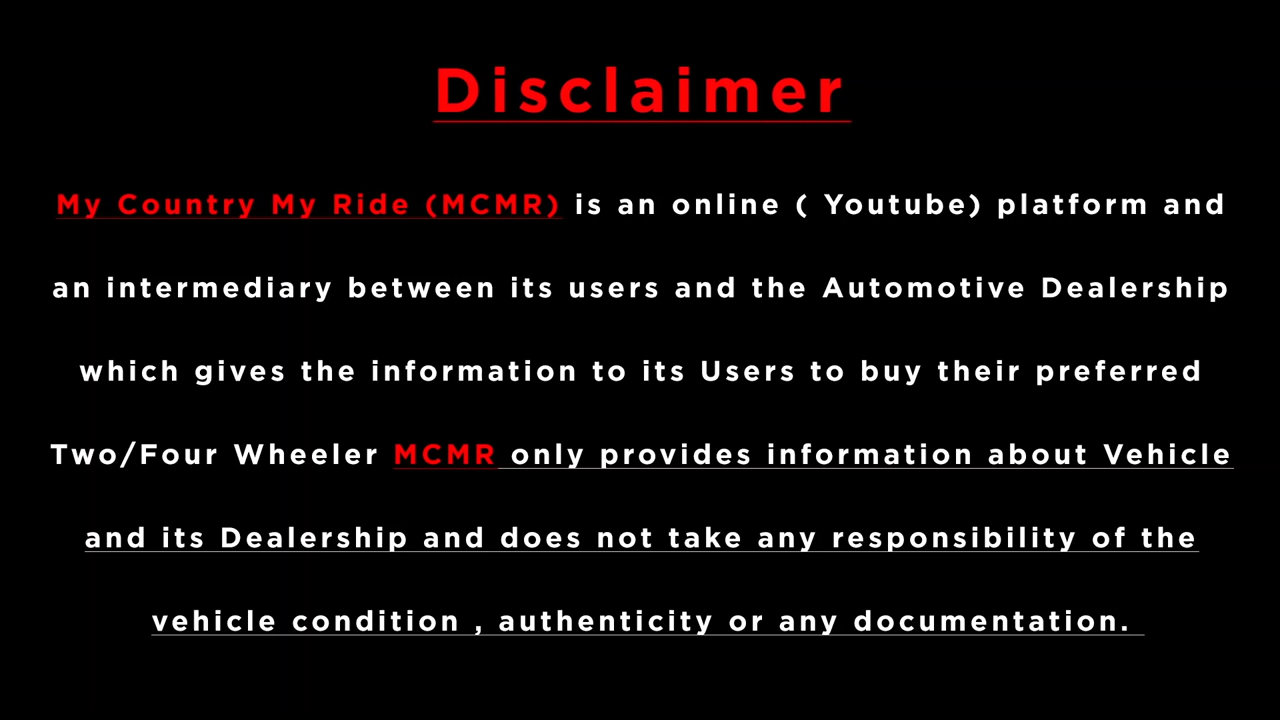 Disclaimer
My Country My Ride (MCMR) is an online ( Youtube) platform and
an intermediary between its users and the Automotive Dealership
which gives the information to its Users to buy their preferred
Two/Four Wheeler MCMR only provides information about Vehicle
and its Dealership and does not take any responsibility of the
vehicle condition , authenticity or any documentation.